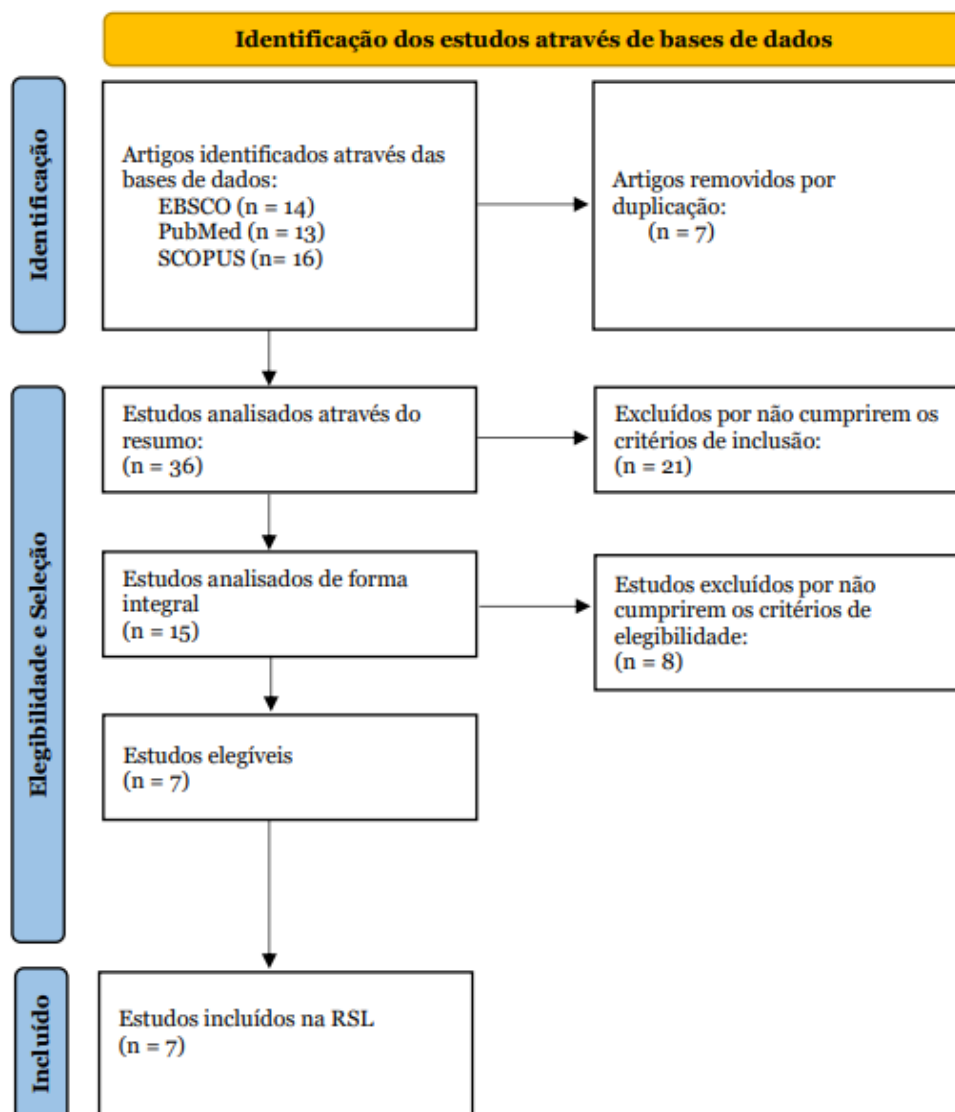 Identificação dos estudos através de bases de dados
Identificação
Artigos identificados através das
bases de dados:
EBSCO (n = 14)
PubMed (n = 13)
SCOPUS (n= 16)
Artigos removidos por
duplicação:
(n = 7)
Elegibilidade e Seleção
Estudos analisados através do
resumo:
(n = 36)
Excluídos por não cumprirem os
critérios de inclusão:
(n = 21)
Estudos analisados de forma
integral
(n = 15)
Estudos excluídos por não
cumprirem os critérios de
elegibilidade:
(n = 8)
Estudos elegíveis
(n = 7)
Incluído
Estudos incluídos na RSL
(n = 7)